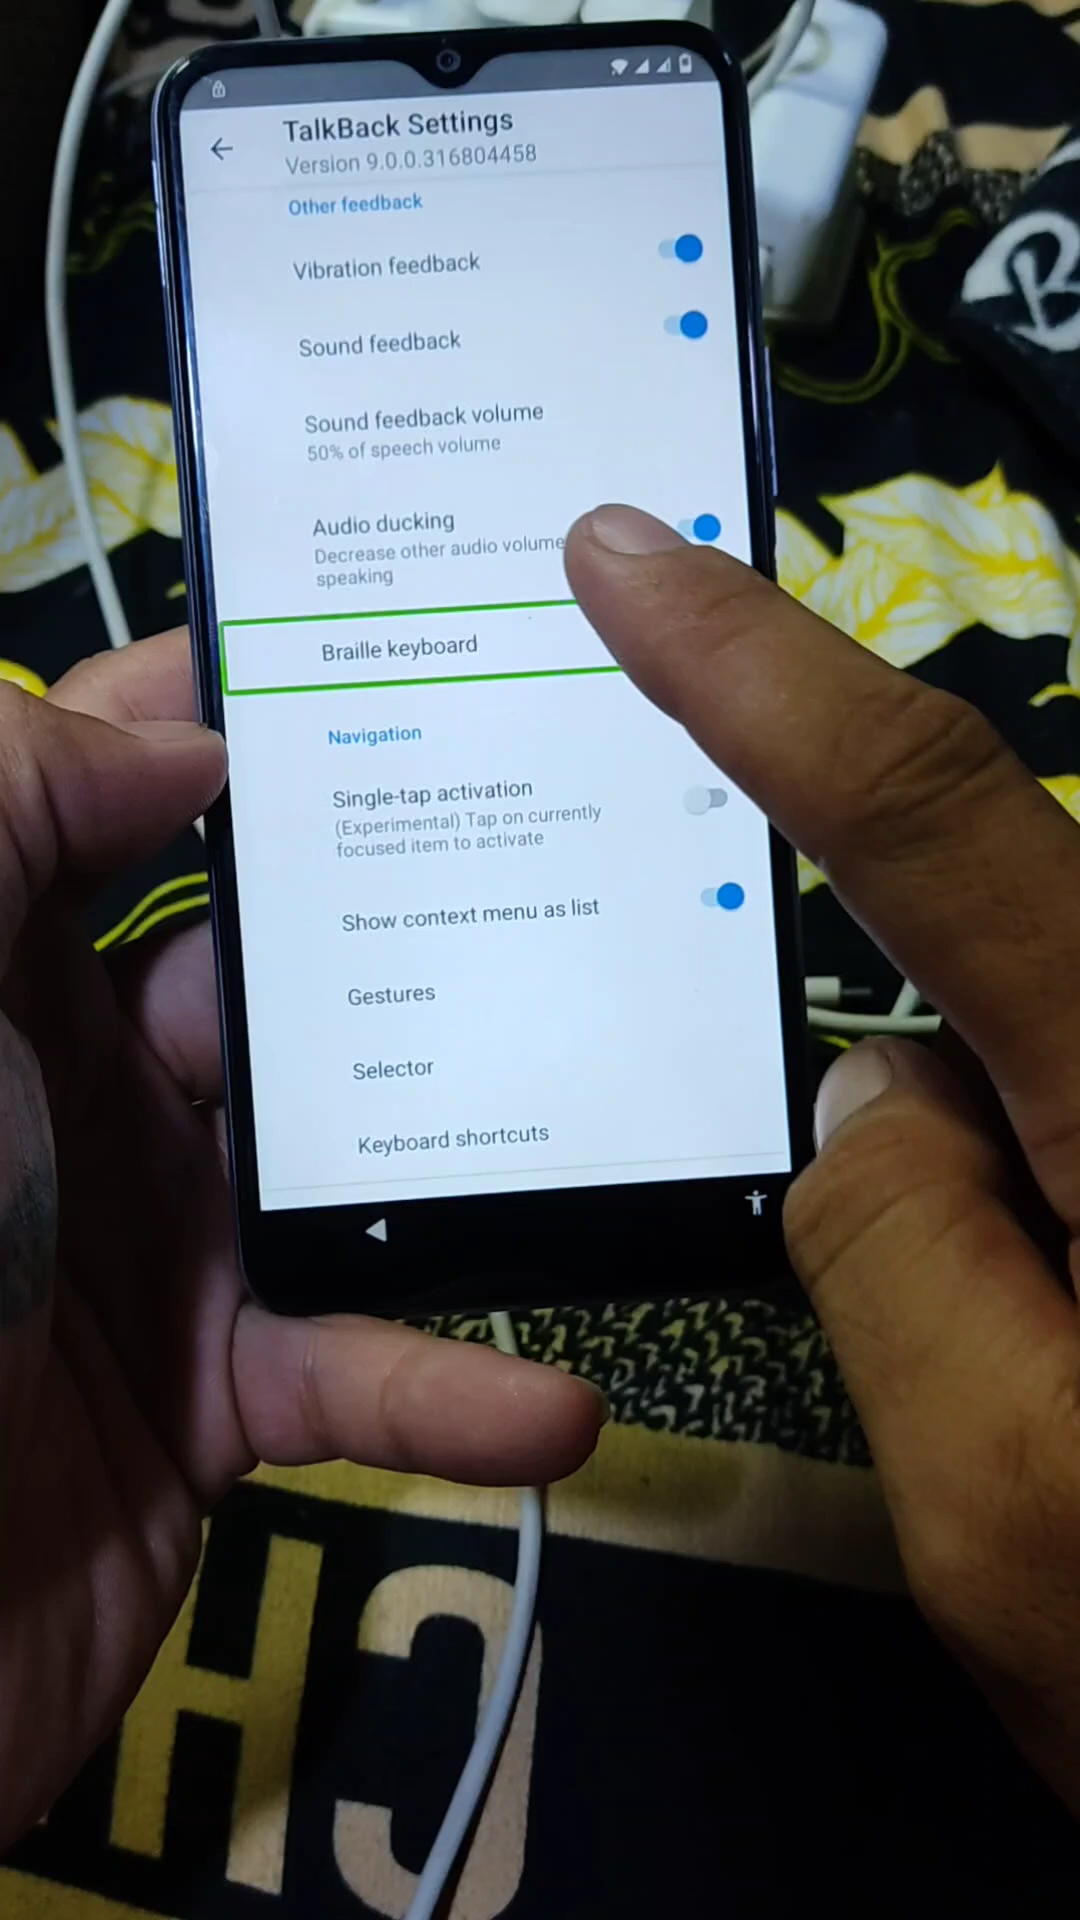 TalkBack Settings
Version 9.0.0.316804458
Other feedback
Vibration feedback
Sound feedback
Sound feedback volume
50% of speech volume
Audio ducking
Decrease other audio volume
speaking
Braille keyboard
Navigation
Single-tap activation
(Experimental) Tap on currently
focused item to activate
Show context menu as list
Gestures
Selector
Keyboard shortcuts
B